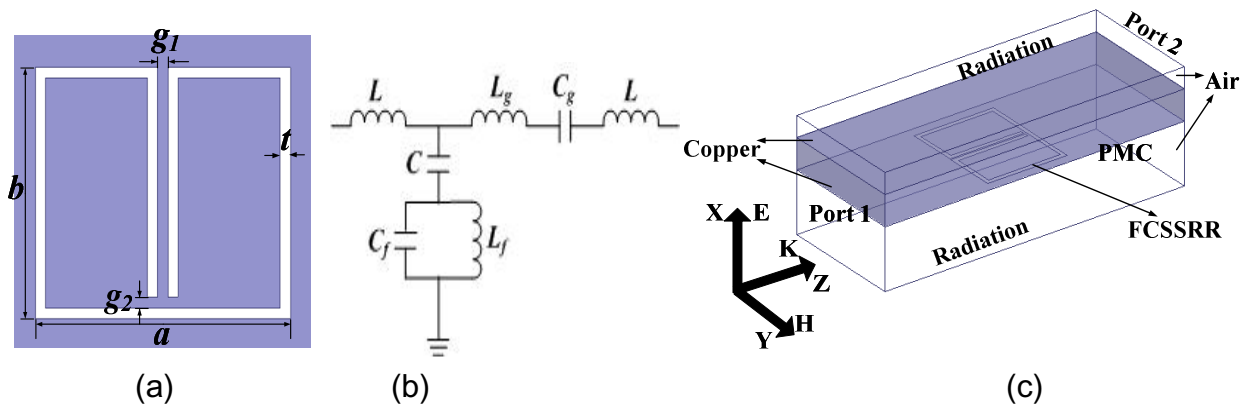 g1
t
b
g2
a
(a)
L
Lg
Cg
L
C
Cf
Lf
(b)
Radiation
Port 2
Air
Copper
PMC
Port 1
FCSSRR
Radiation
X
E
K
Z
Y
H
(c)